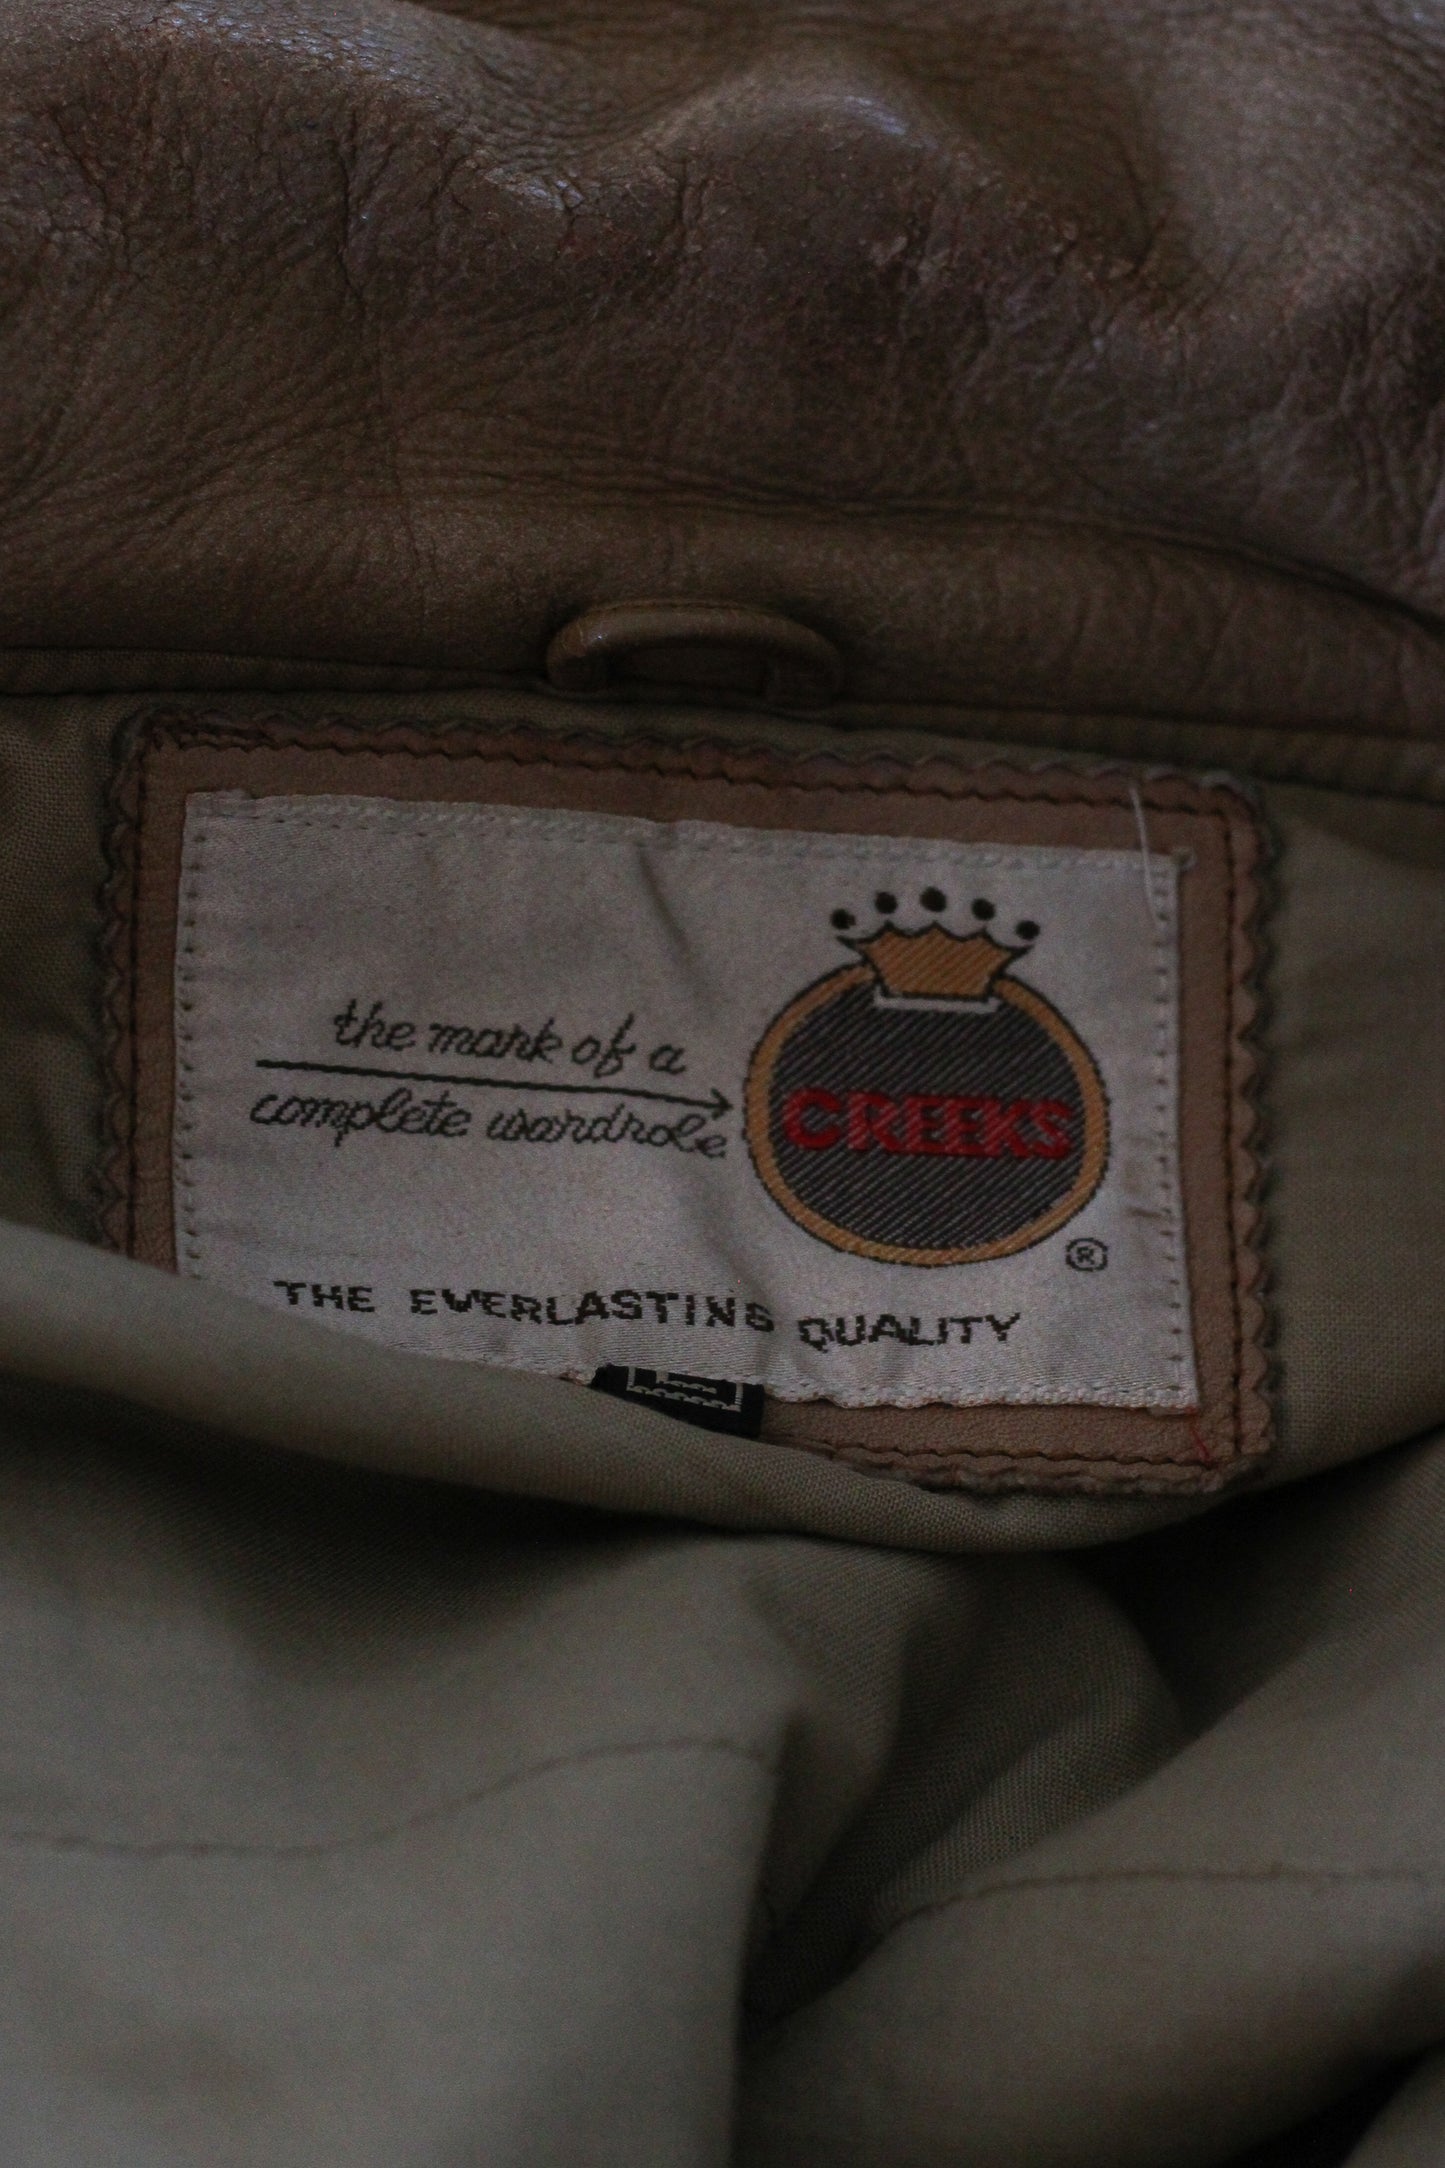 the mark of a
complete wardrobe
CREEKS
®
THE EVERLASTING QUALITY